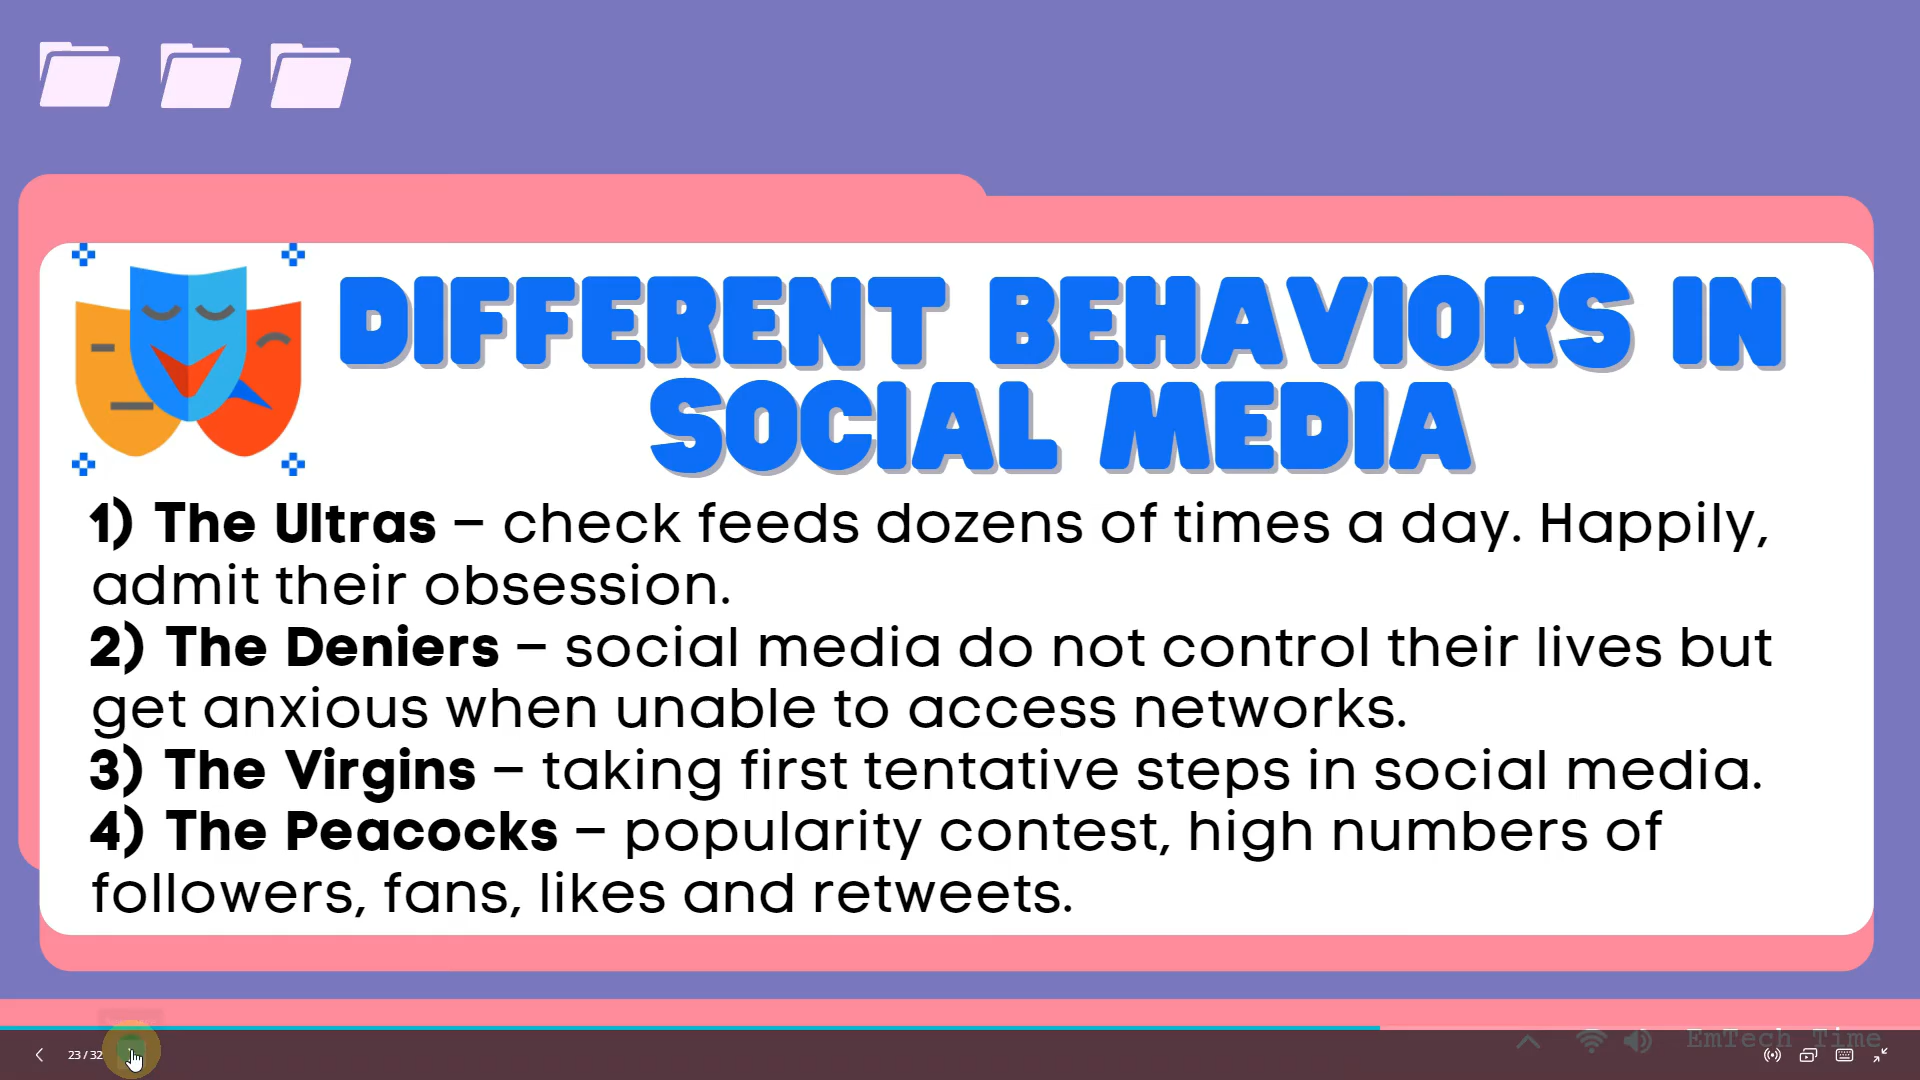 DIFFERENT BEHAVIORS IN
SOCIAL MEDIA
1) The Ultras – check feeds dozens of times a day. Happily,
admit their obsession.
2) The Deniers – social media do not control their lives but
get anxious when unable to access networks.
3) The Virgins – taking first tentative steps in social media.
4) The Peacocks – popularity contest, high numbers of
followers, fans, likes and retweets.
EmTech Time
23 / 32